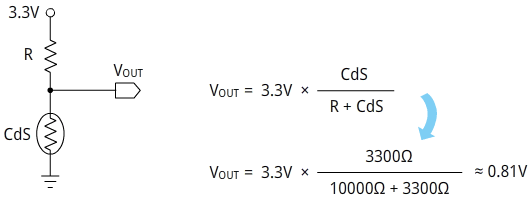 3.3V
R
VOUT
CdS
VOUT = 3.3V × CdS
R + CdS
VOUT = 3.3V × 3300Ω
10000Ω + 3300Ω
≈ 0.81V